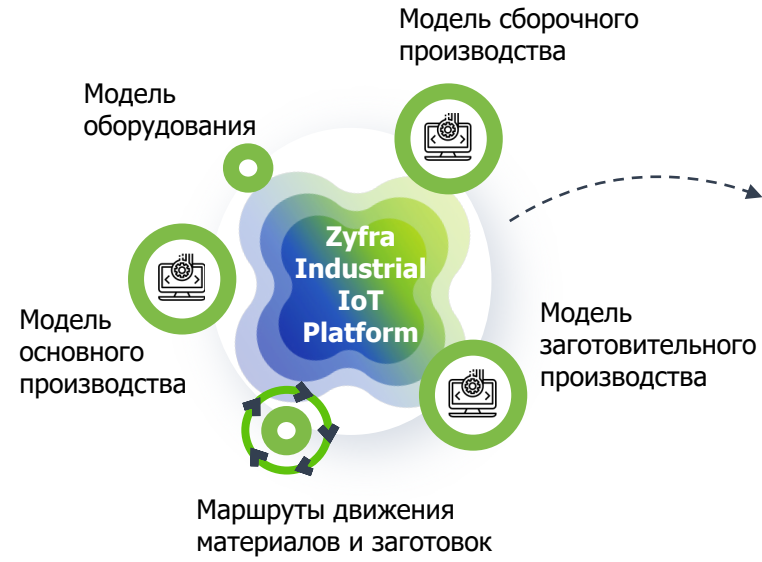 Модель сборочного
производства
Модель
оборудования
Zyfra
Industrial
IoT
Platform
Модель
основного
производства
Модель
заготовительного
производства
Маршруты движения
материалов и заготовок